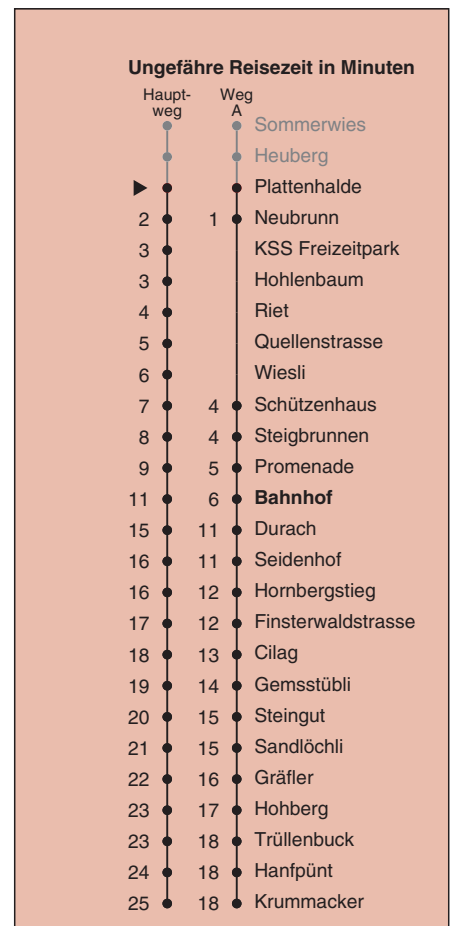 Ungefähre Reisezeit in Minuten
Haupt- Weg
weg A
Sommerwies
Heuberg
Plattenhalde
2 1 Neubrunn
3 KSS Freizeitpark
3 Hohlenbaum
4 Riet
5 Quellenstrasse
6 Wiesli
7 4 Schützenhaus
8 4 Steigbrunnen
9 5 Promenade
11 6 Bahnhof
15 11 Durach
16 11 Seidenhof
16 12 Hornbergstieg
17 12 Finsterwaldstrasse
18 13 Cilag
19 14 Gemsstübli
20 15 Steingut
21 15 Sandlöchli
22 16 Gräfler
23 17 Hohberg
23 18 Trüllenbuck
24 18 Hanfpünt
25 18 Krummacker